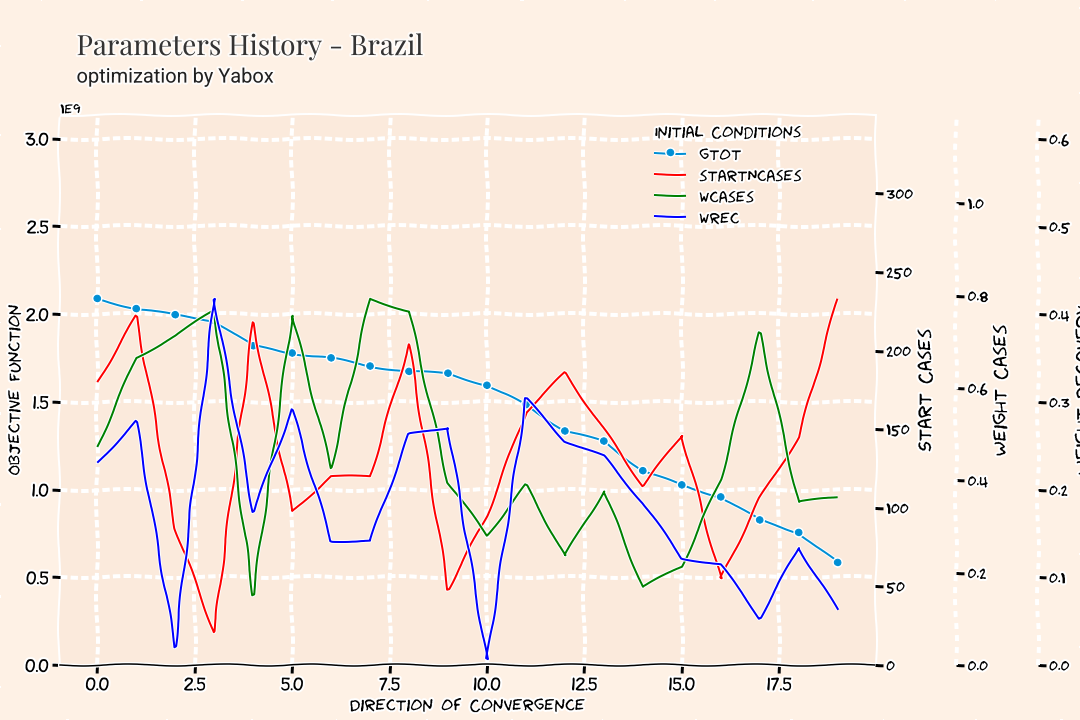 Parameters History - Brazil
optimization by Yabox
1E9
3.0
2.5
2.0
1.5
1.0
0.5
0.0
OBJECTIVE FUNCTION
INITIAL CONDITIONS
GTOT
STARTNCASES
WCASES
WREC
300
250
200
150
100
50
0
START CASES
1.0
0.8
0.6
0.4
0.2
0.0
WEIGHT CASES
0.6
0.5
0.4
0.3
0.2
0.1
0.0
0.0 2.5 5.0 7.5 10.0 12.5 15.0 17.5
DIRECTION OF CONVERGENCE